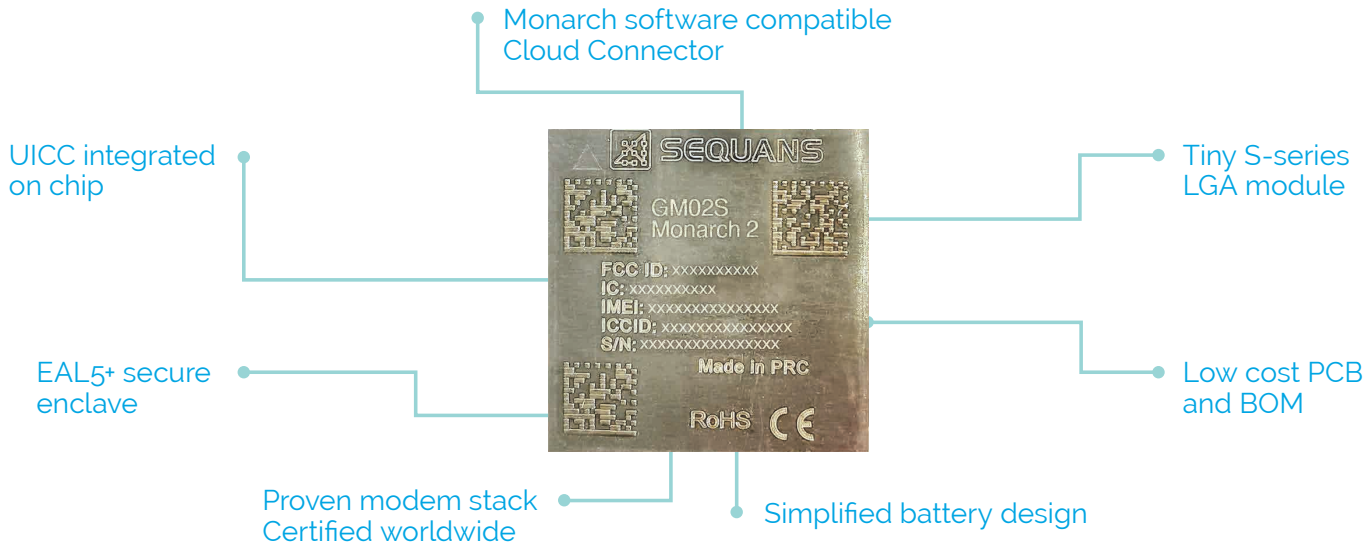 Monarch software compatible
Cloud Connector
UICC integrated
on chip
Tiny S-series
LGA module
SEQUANS
GM02S
Monarch 2
FCC ID: xxxxxxxxxx
IC: xxxxxxxxxx
IMEI: xxxxxxxxxxxxxxx
ICCID: xxxxxxxxxxxxxxx
S/N: xxxxxxxxxxxxxxxx
Made in PRC
RoHS CE
EAL5+ secure
enclave
Low cost PCB
and BOM
Proven modem stack
Certified worldwide
Simplified battery design